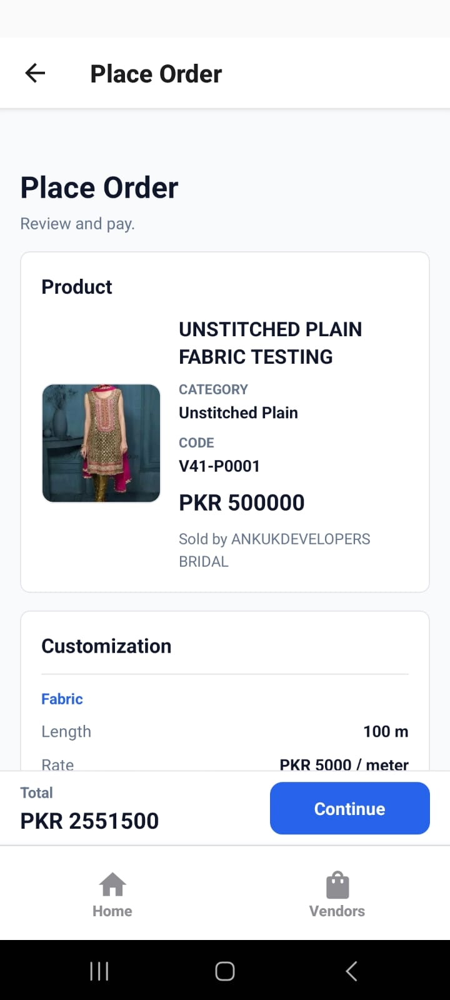 Place Order
Place Order
Review and pay.
Product
UNSTITCHED PLAIN
FABRIC TESTING
CATEGORY
Unstitched Plain
CODE
V41-P0001
PKR 500000
Sold by ANKUKDEVELOPERS
BRIDAL
Customization
Fabric
Length 100 m
Rate PKR 5000 / meter
Total
PKR 2551500
Continue
Home
Vendors